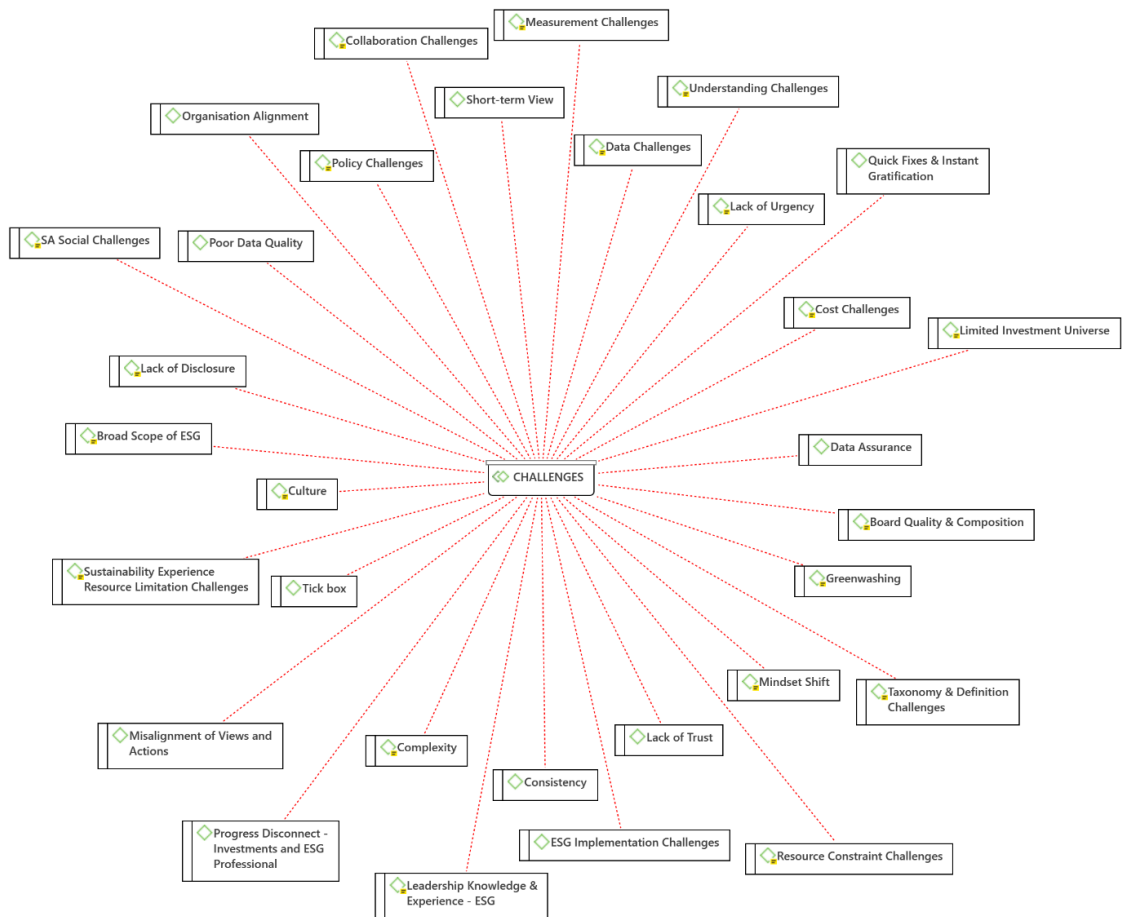 Measurement Challenges
Collaboration Challenges
Understanding Challenges
Short-term View
Organisation Alignment
Data Challenges
Policy Challenges
Quick Fixes & Instant
Gratification
Lack of Urgency
SA Social Challenges
Poor Data Quality
Cost Challenges
Limited Investment Universe
Lack of Disclosure
Broad Scope of ESG
Data Assurance
CHALLENGES
Culture
Board Quality & Composition
Sustainability Experience
Resource Limitation Challenges
Greenwashing
Tick box
Mindset Shift
Taxonomy & Definition
Challenges
Misalignment of Views and
Actions
Complexity
Lack of Trust
Consistency
Progress Disconnect -
Investments and ESG
Professional
ESG Implementation Challenges
Resource Constraint Challenges
Leadership Knowledge &
Experience - ESG